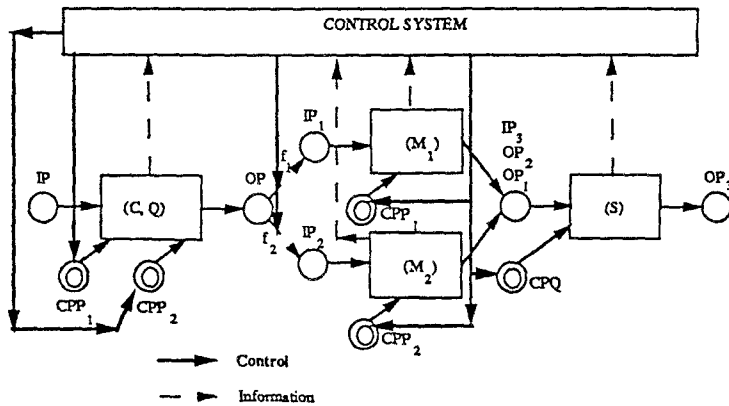 CONTROL SYSTEM
IP
(C, Q)
OP
f1
f2
IP1
IP2
(M1)
(M2)
IP3
OP2
OP1
(S)
OP3
CPP1
CPP2
CPP1
CPP2
CPQ
Control
Information